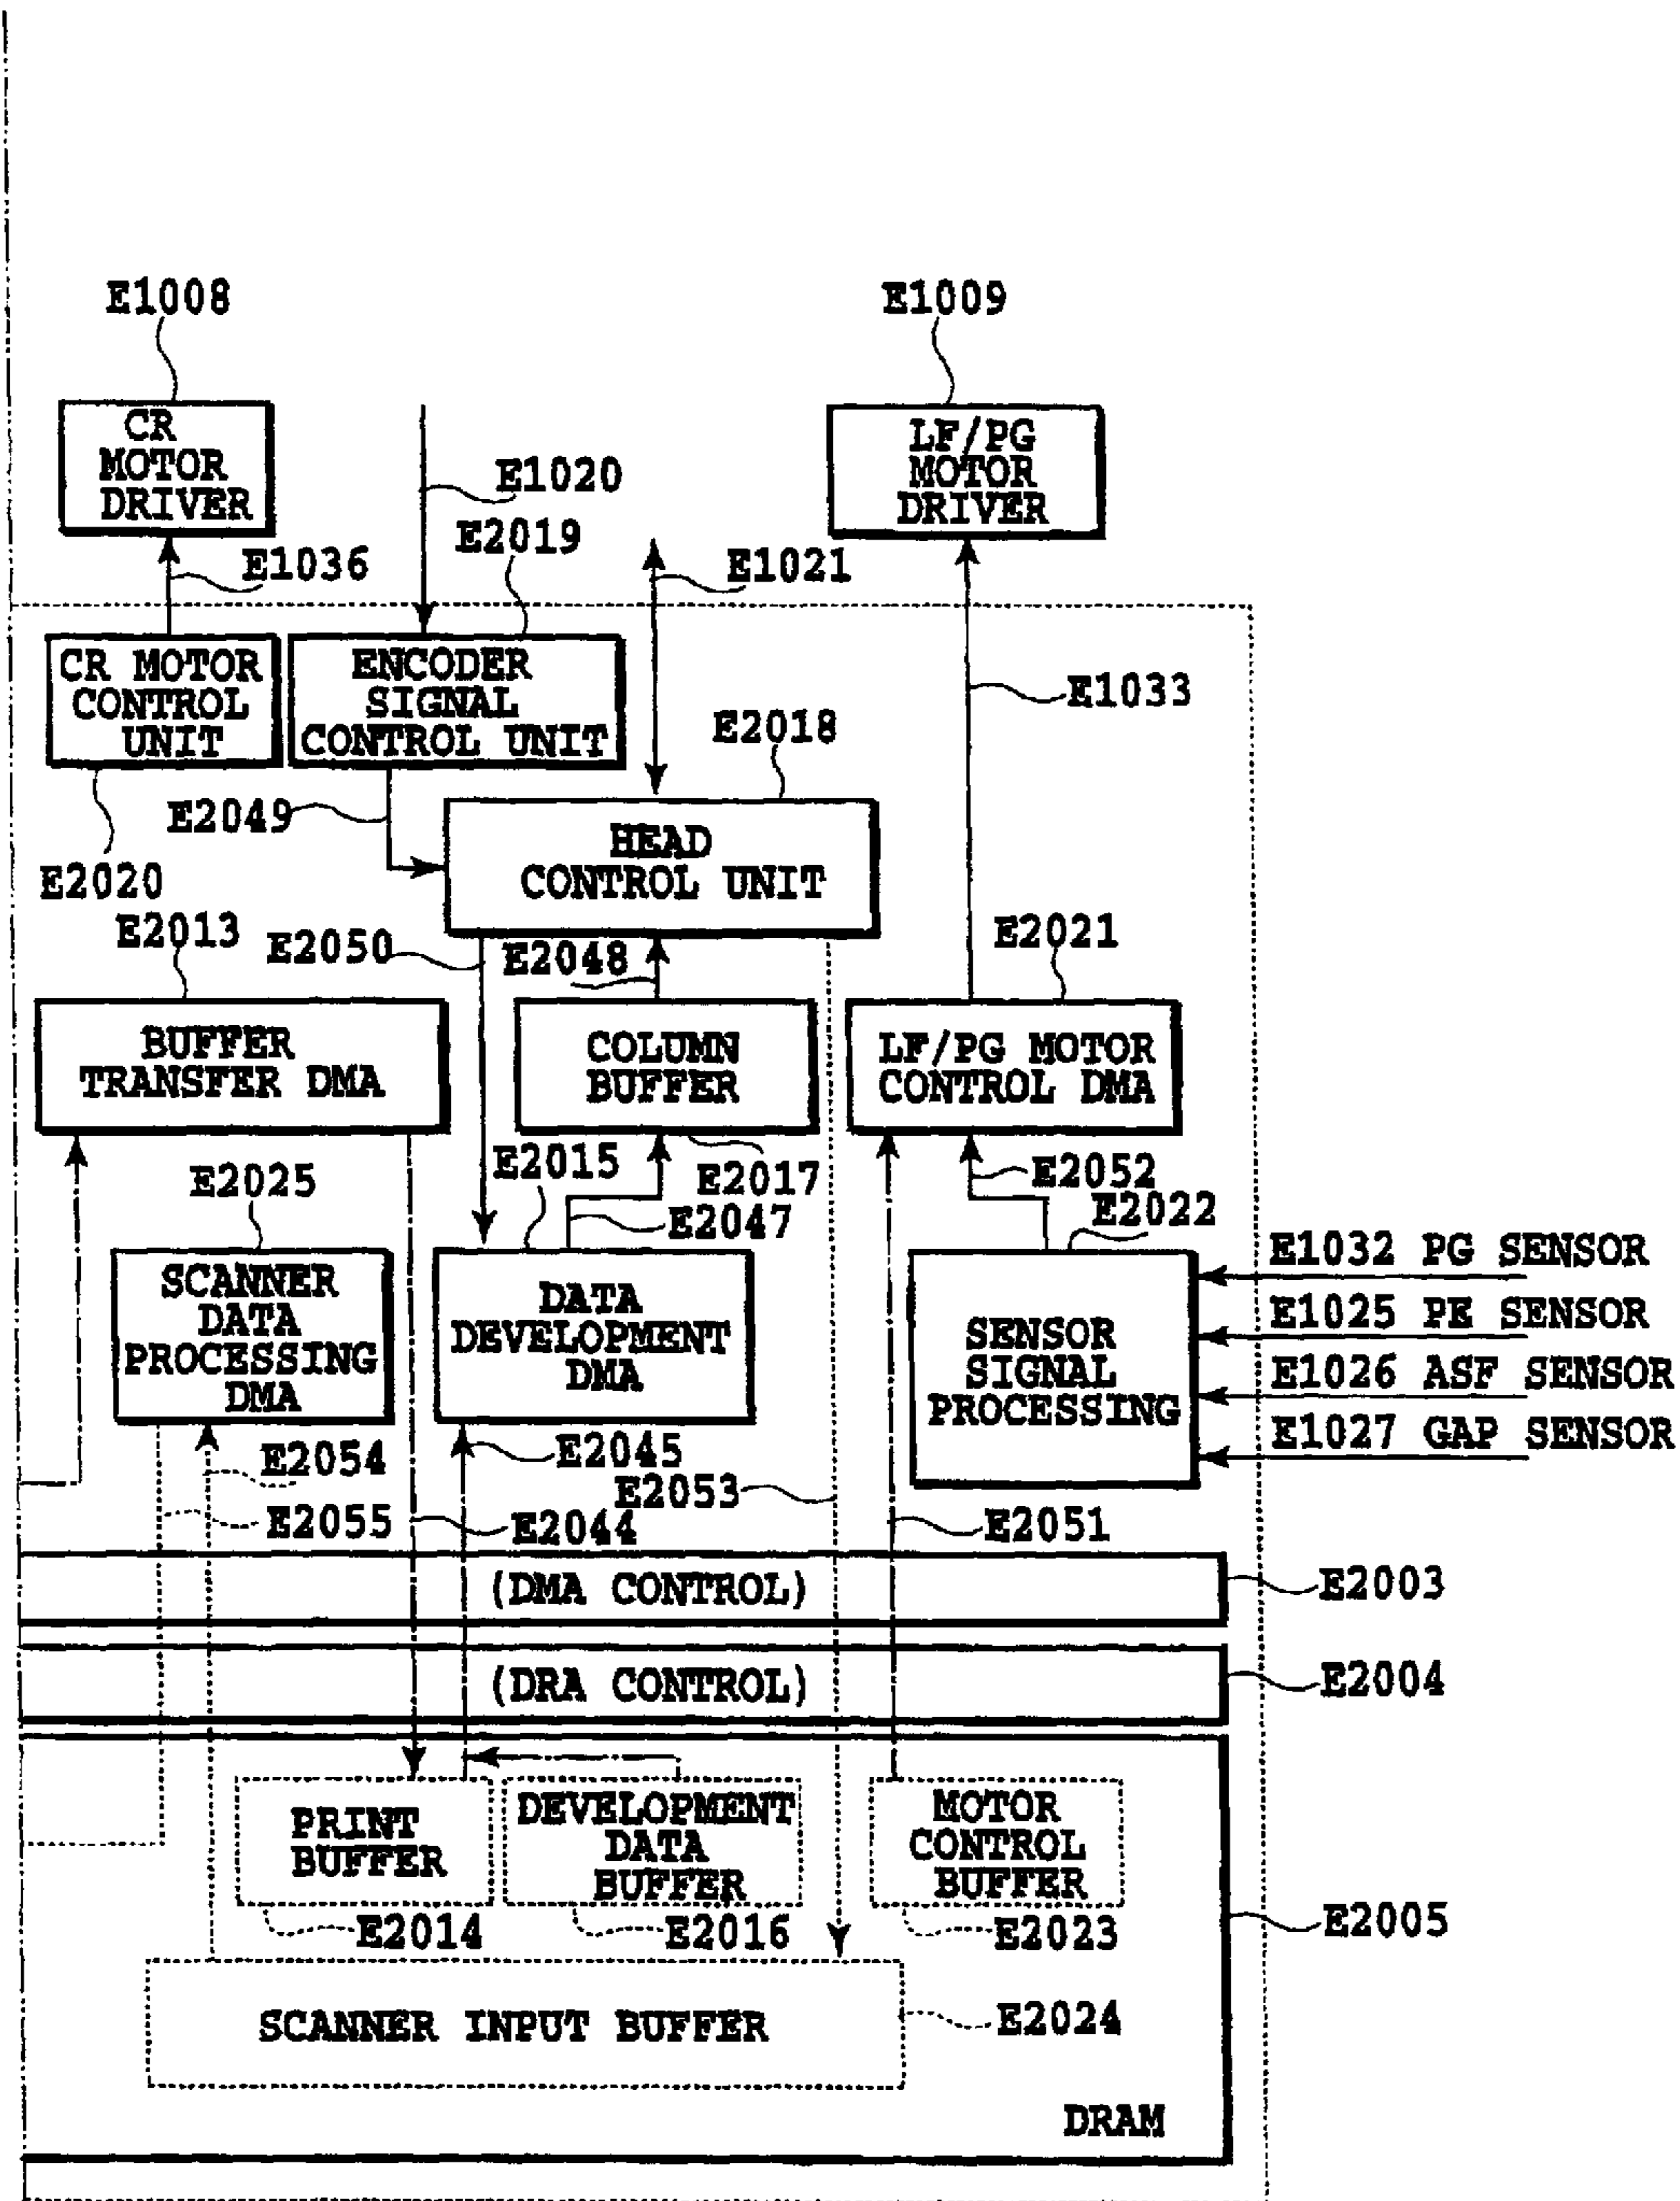 E1008
E1009
CR
MOTOR
DRIVER
LF/PG
MOTOR
DRIVER
E1020
E2019
E1036
E1021
CR MOTOR
CONTROL
UNIT
ENCODER
SIGNAL
CONTROL UNIT
E1033
E2018
E2049
HEAD
CONTROL UNIT
E2020
E2013
E2050
E2048
E2021
BUFFER
TRANSFER DMA
COLUMN
BUFFER
LF/PG MOTOR
CONTROL DMA
E2025
E2015
E2017
E2047
E2052
E2022
SCANNER
DATA
PROCESSING
DMA
DATA
DEVELOPMENT
DMA
SENSOR
SIGNAL
PROCESSING
E1032 PG SENSOR
E1025 PE SENSOR
E1026 ASF SENSOR
E1027 GAP SENSOR
E2054
E2045
E2053
E2055
E2044
E2051
(DMA CONTROL)
E2003
(DRA CONTROL)
E2004
PRINT
BUFFER
DEVELOPMENT
DATA
BUFFER
MOTOR
CONTROL
BUFFER
E2014
E2016
E2023
E2005
SCANNER INPUT BUFFER
E2024
DRAM